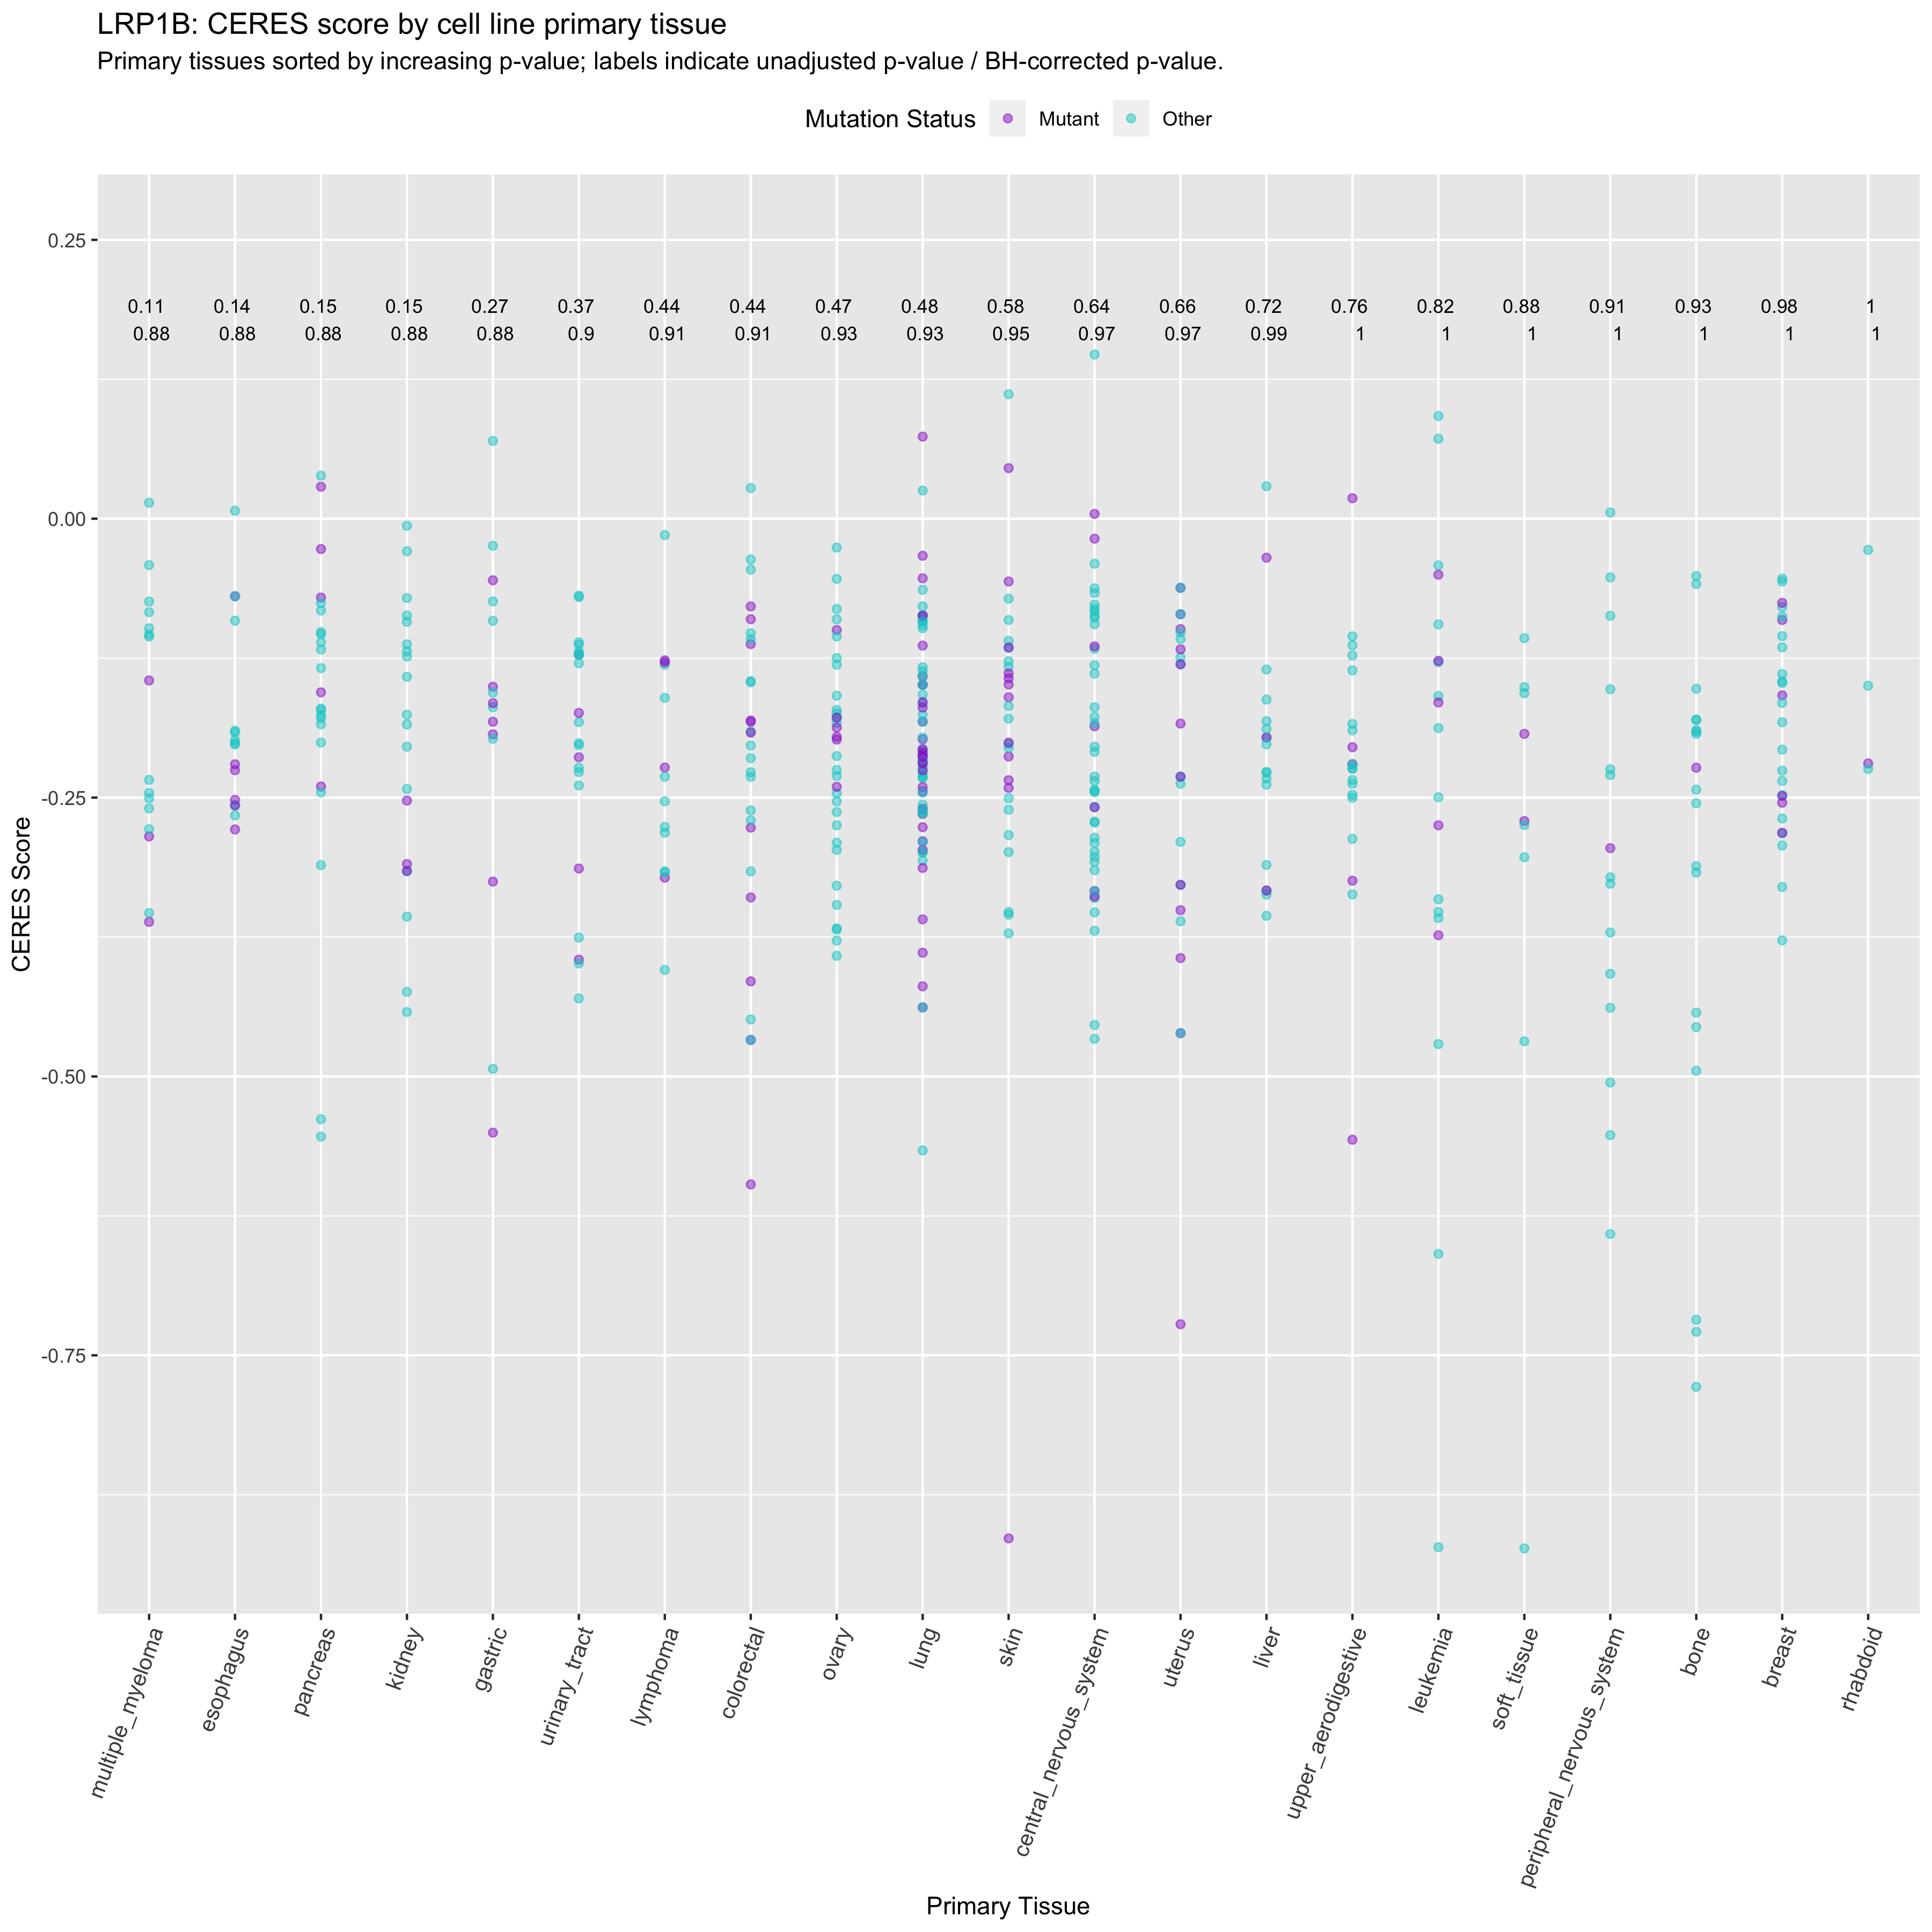 LRP1B: CERES score by cell line primary tissue
Primary tissues sorted by increasing p-value; labels indicate unadjusted p-value / BH-corrected p-value.
Mutation Status Mutant Other
0.25
0.11 0.14 0.15 0.15 0.27 0.37 0.44 0.44 0.47 0.48 0.58 0.64 0.66 0.72 0.76 0.82 0.88 0.91 0.93 0.98 1
0.88 0.88 0.88 0.88 0.88 0.9 0.91 0.91 0.93 0.93 0.95 0.97 0.97 0.99 1 1 1 1 1 1 1
0.00
-0.25
-0.50
-0.75
CERES Score
multiple_myeloma esophagus pancreas kidney gastric urinary_tract lymphoma colorectal ovary lung skin central_nervous_system uterus liver upper_aerodigestive leukemia soft_tissue peripheral_nervous_system bone breast rhabdoid
Primary Tissue